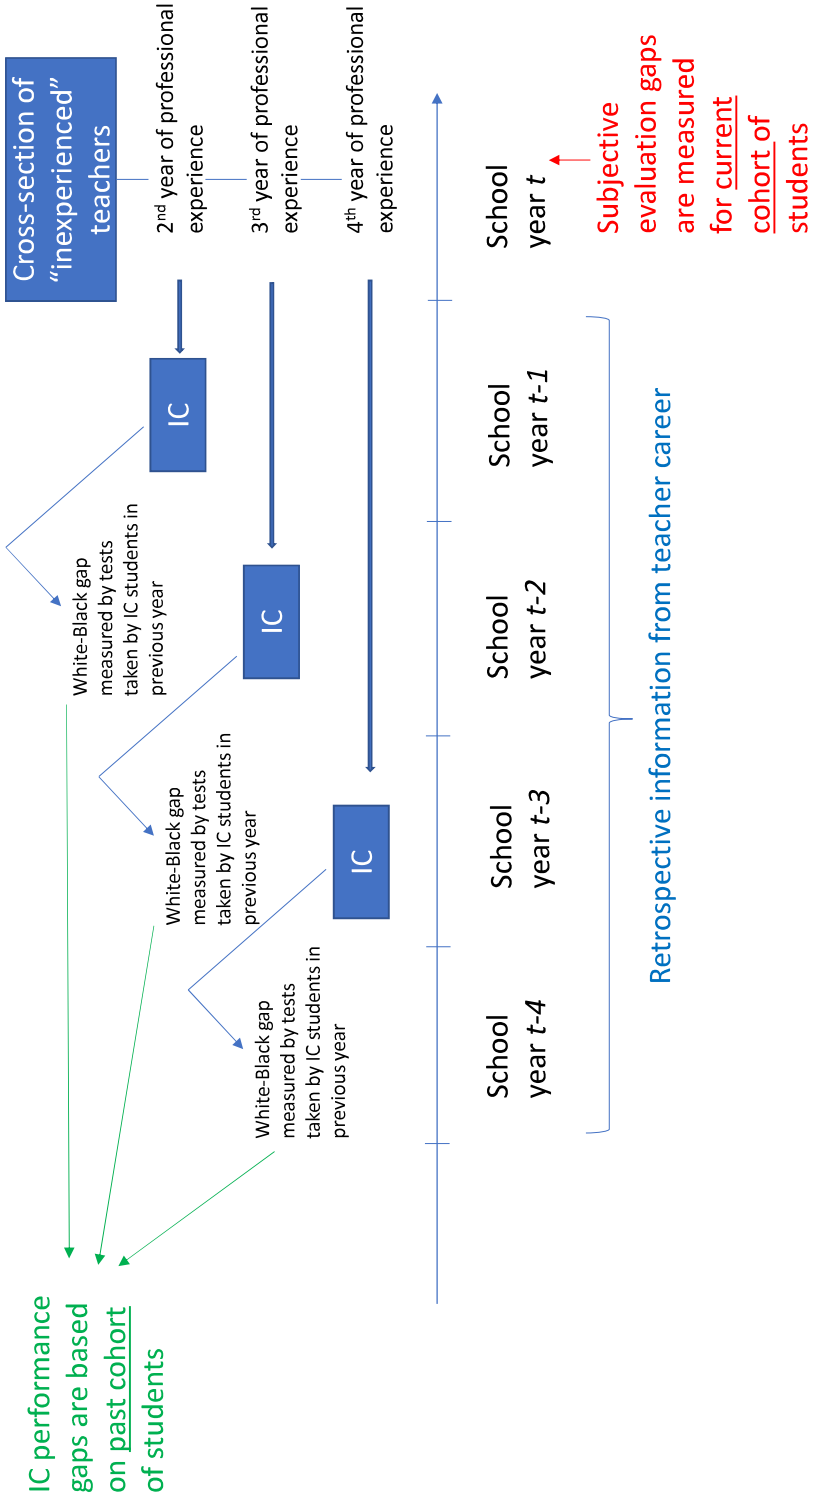 IC performance
gaps are based
on past cohort
of students
White-Black gap
measured by tests
taken by IC students in
previous year
White-Black gap
measured by tests
taken by IC students in
previous year
White-Black gap
measured by tests
taken by IC students in
previous year
IC
IC
IC
Cross-section of
“inexperienced”
teachers
2nd year of professional
experience
3rd year of professional
experience
4th year of professional
experience
School
year t-4
School
year t-3
School
year t-2
School
year t-1
School
year t
Retrospective information from teacher career
Subjective
evaluation gaps
are measured
for current
cohort of
students